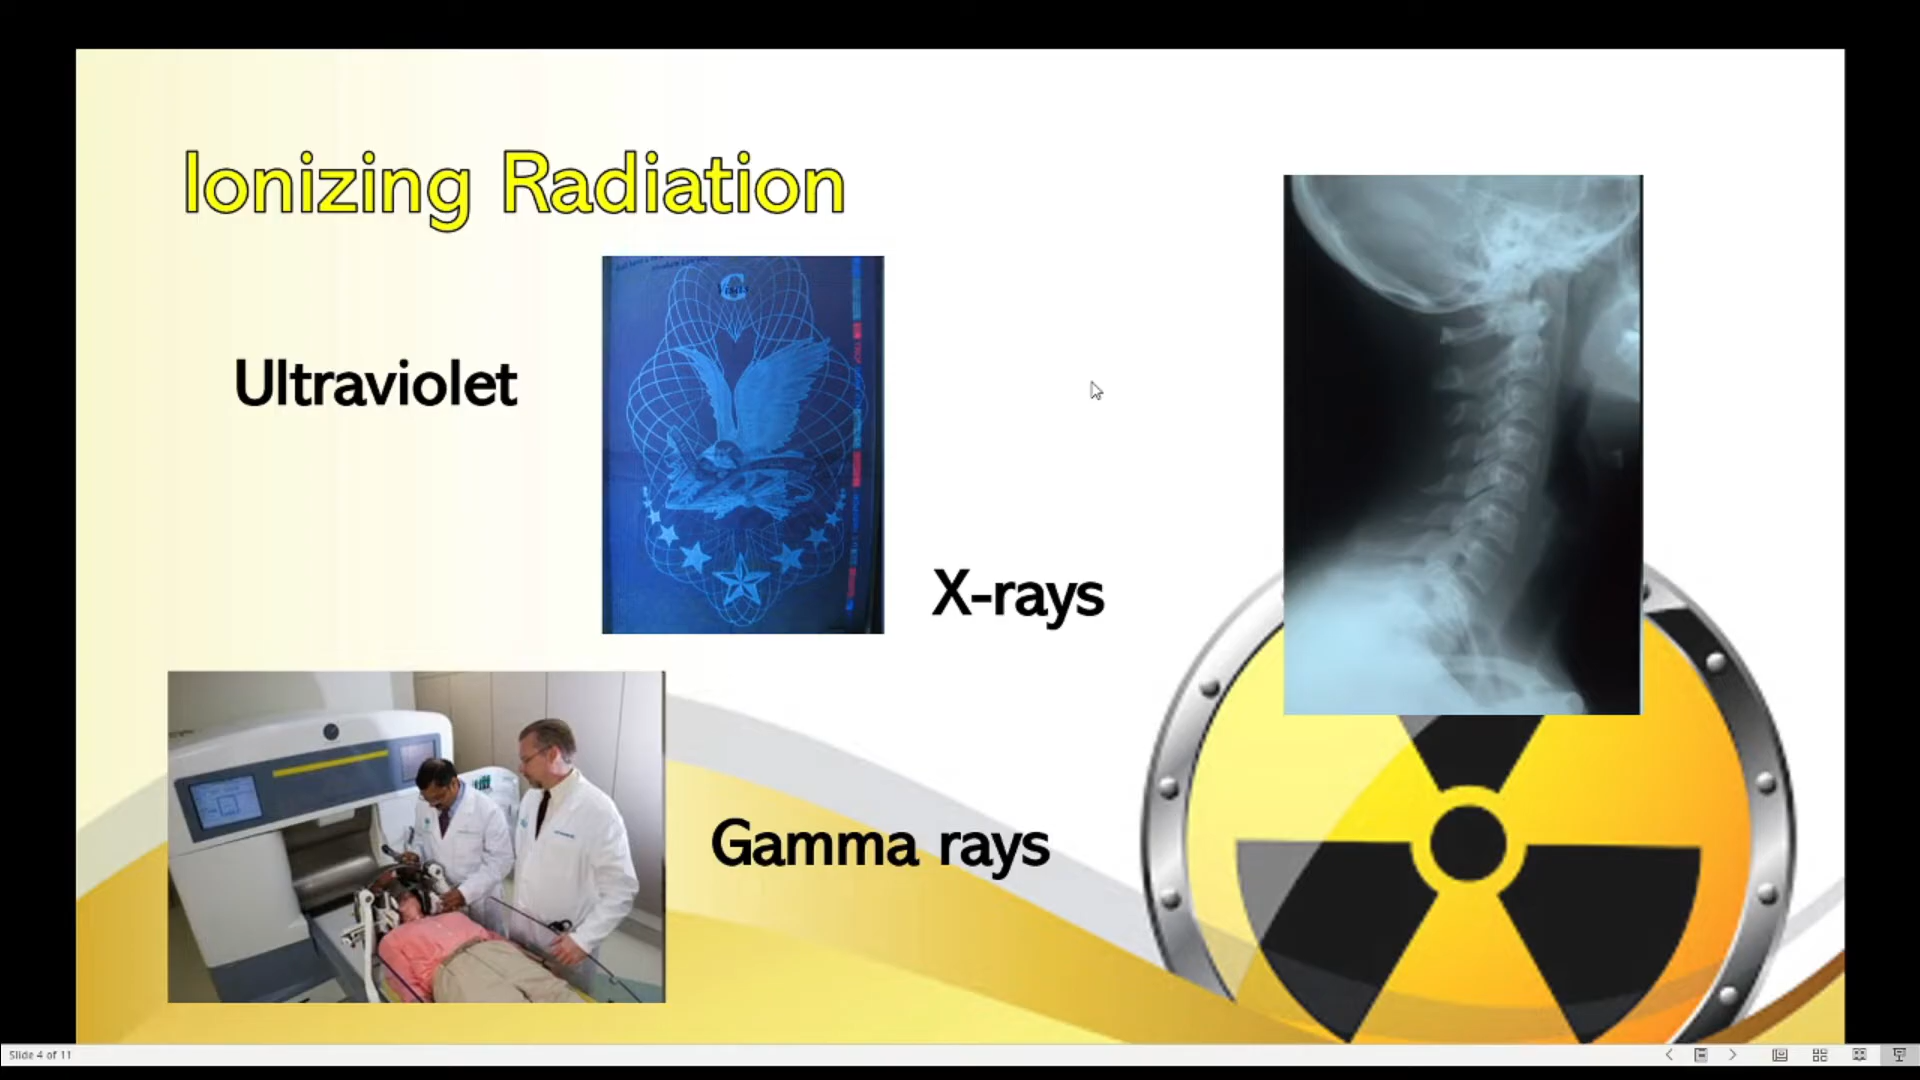 Ionizing Radiation
Ultraviolet
X-rays
Gamma rays
Slide 4 of 11